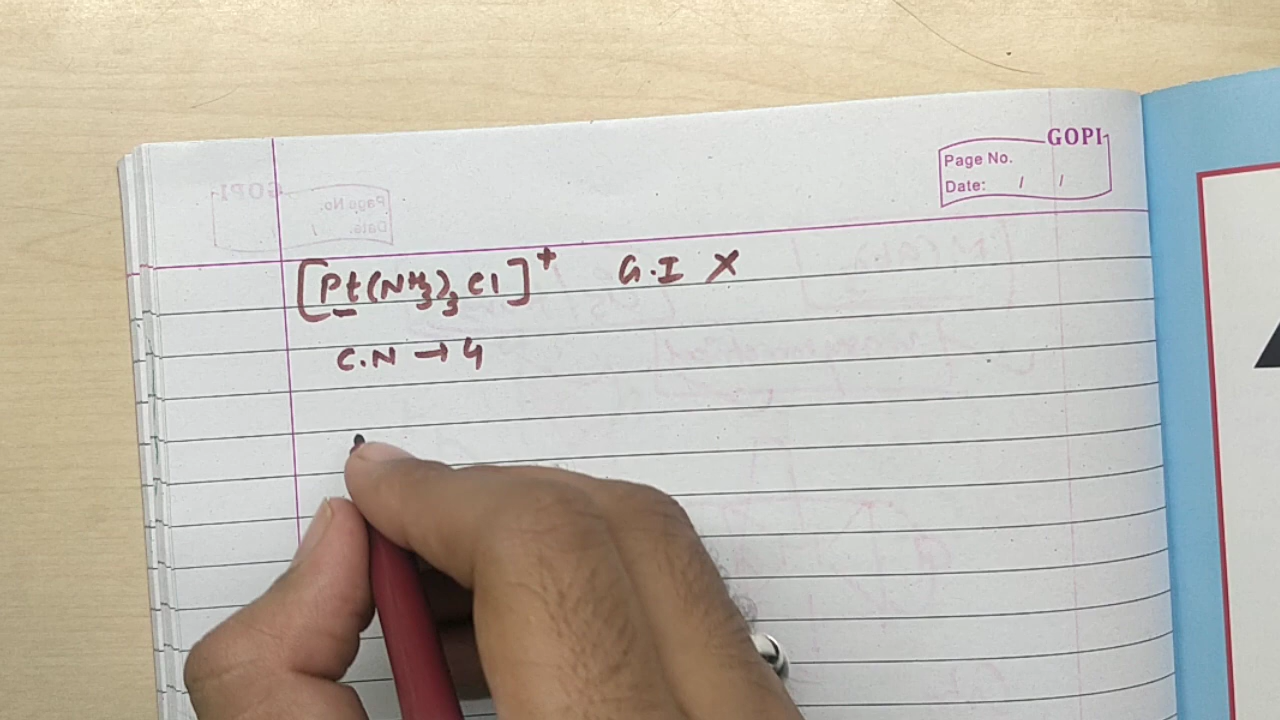 GOPI
Page No.
Date: / /
[Pt(NH3)3Cl]+ G.I X
C.N → 4